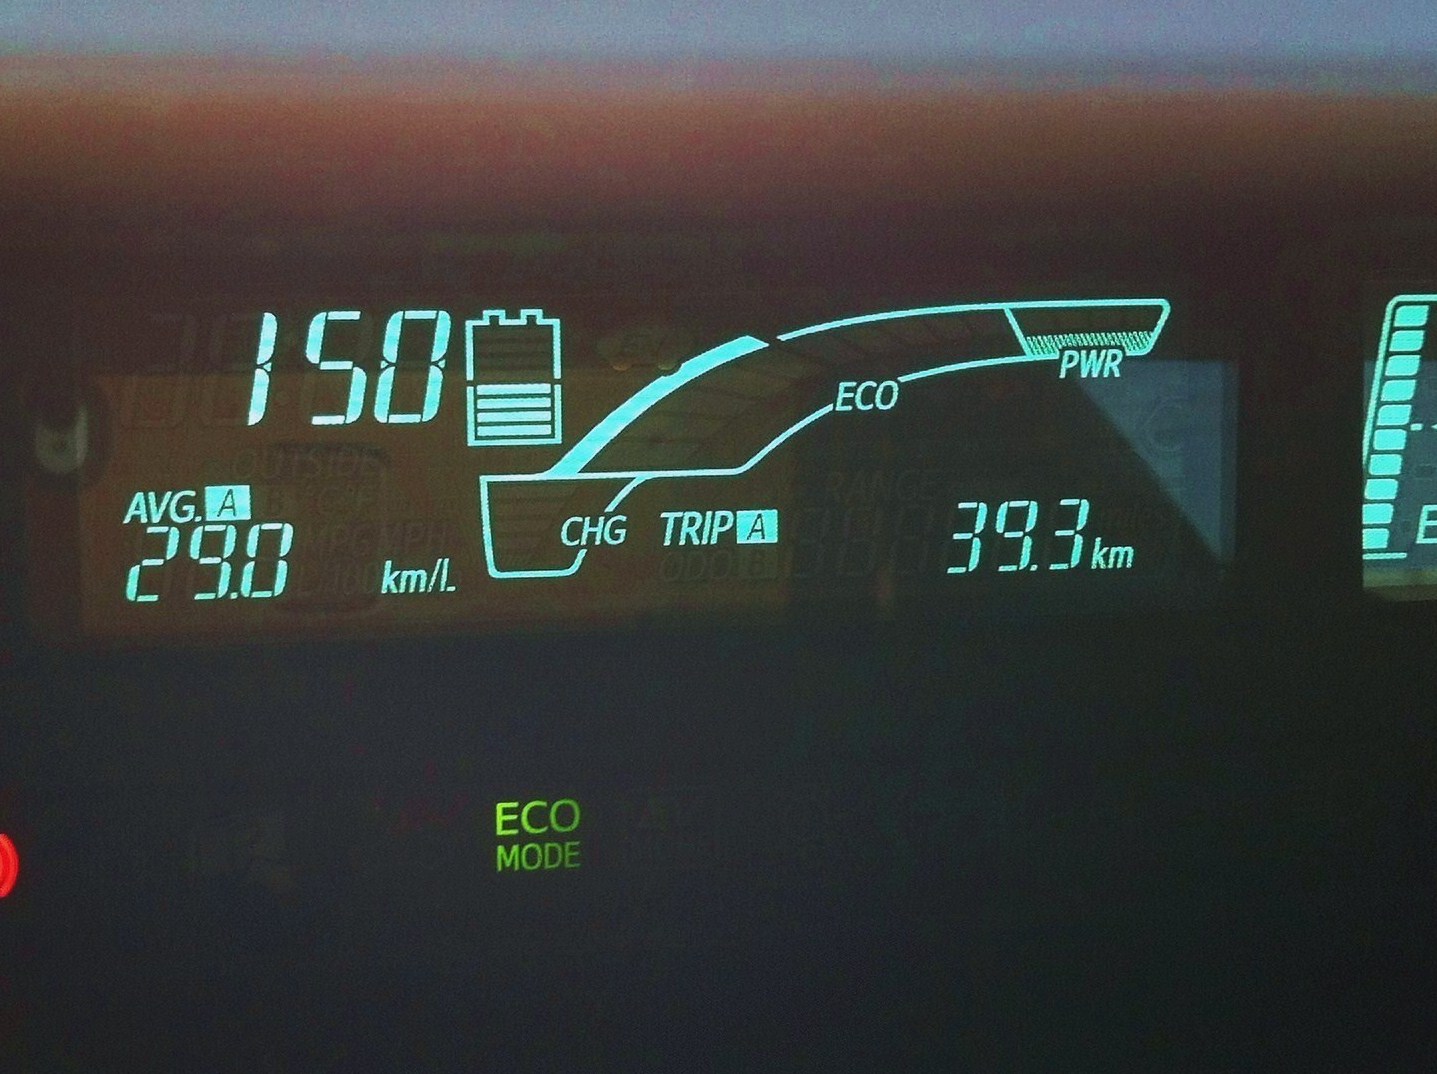 150
PWR
ECO
AVG. A
29.0 km/L
CHG
TRIP A
39.3 km
E
ECO
MODE